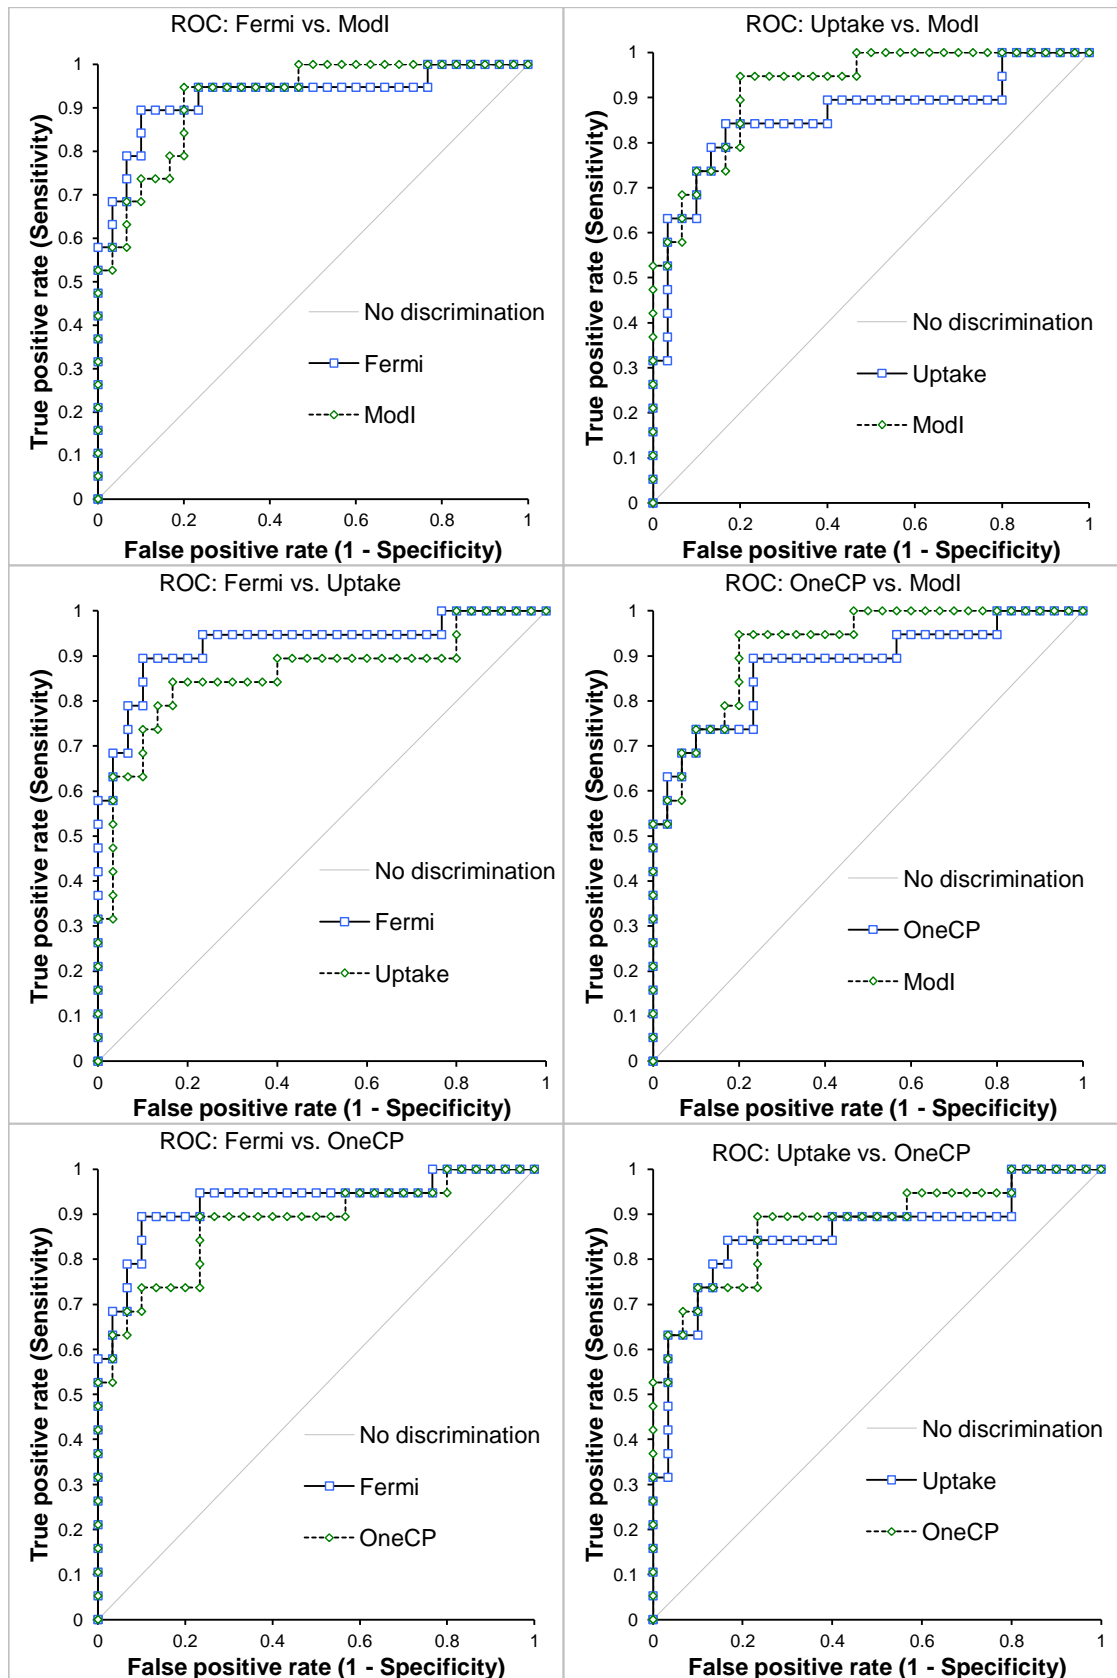 ROC: Fermi vs. ModI
True positive rate (Sensitivity)
1
0.9
0.8
0.7
0.6
0.5
0.4
0.3
0.2
0.1
0
No discrimination
Fermi
ModI
0 0.2 0.4 0.6 0.8 1
False positive rate (1 - Specificity)
ROC: Uptake vs. ModI
True positive rate (Sensitivity)
1
0.9
0.8
0.7
0.6
0.5
0.4
0.3
0.2
0.1
0
No discrimination
Uptake
ModI
0 0.2 0.4 0.6 0.8 1
False positive rate (1 - Specificity)
ROC: Fermi vs. Uptake
True positive rate (Sensitivity)
1
0.9
0.8
0.7
0.6
0.5
0.4
0.3
0.2
0.1
0
No discrimination
Fermi
Uptake
0 0.2 0.4 0.6 0.8 1
False positive rate (1 - Specificity)
ROC: OneCP vs. ModI
True positive rate (Sensitivity)
1
0.9
0.8
0.7
0.6
0.5
0.4
0.3
0.2
0.1
0
No discrimination
OneCP
ModI
0 0.2 0.4 0.6 0.8 1
False positive rate (1 - Specificity)
ROC: Fermi vs. OneCP
True positive rate (Sensitivity)
1
0.9
0.8
0.7
0.6
0.5
0.4
0.3
0.2
0.1
0
No discrimination
Fermi
OneCP
0 0.2 0.4 0.6 0.8 1
False positive rate (1 - Specificity)
ROC: Uptake vs. OneCP
True positive rate (Sensitivity)
1
0.9
0.8
0.7
0.6
0.5
0.4
0.3
0.2
0.1
0
No discrimination
Uptake
OneCP
0 0.2 0.4 0.6 0.8 1
False positive rate (1 - Specificity)